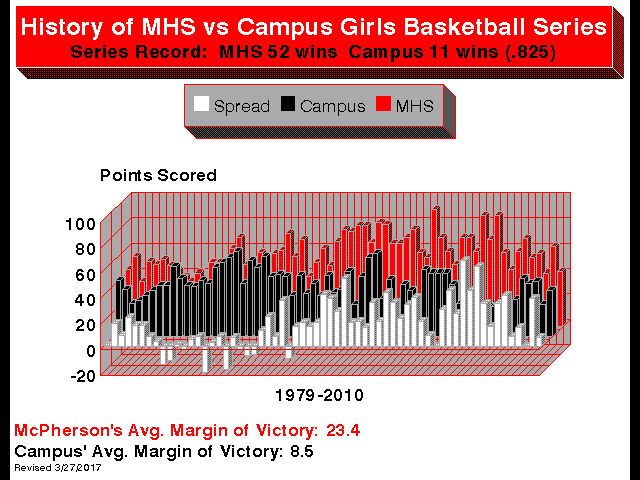 History of MHS vs Campus Girls Basketball Series
Series Record:  MHS 52 wins  Campus 11 wins (.825)
Spread Campus MHS
Points Scored
100
80
60
40
20
0
-20
1979-2010
McPherson's Avg. Margin of Victory: 23.4
Campus' Avg. Margin of Victory: 8.5
Revised 3/27/2017